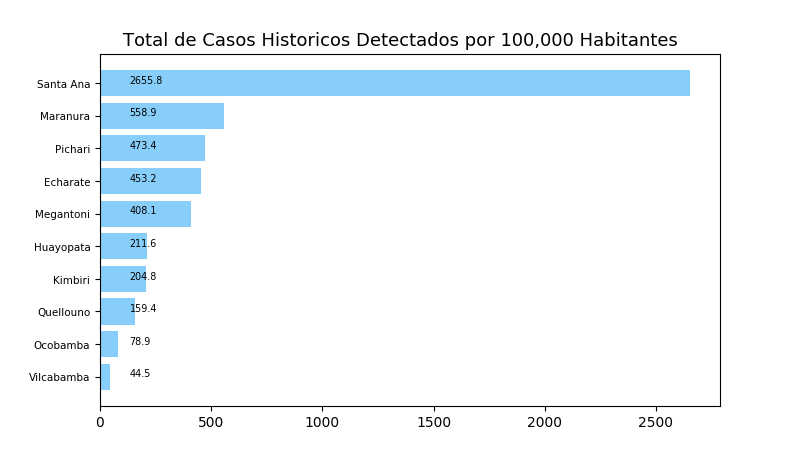 Total de Casos Historicos Detectados por 100,000 Habitantes
Santa Ana 2655.8
Maranura 558.9
Pichari 473.4
Echarate 453.2
Megantoni 408.1
Huayopata 211.6
Kimbiri 204.8
Quellouno 159.4
Ocobamba 78.9
Vilcabamba 44.5
0 500 1000 1500 2000 2500